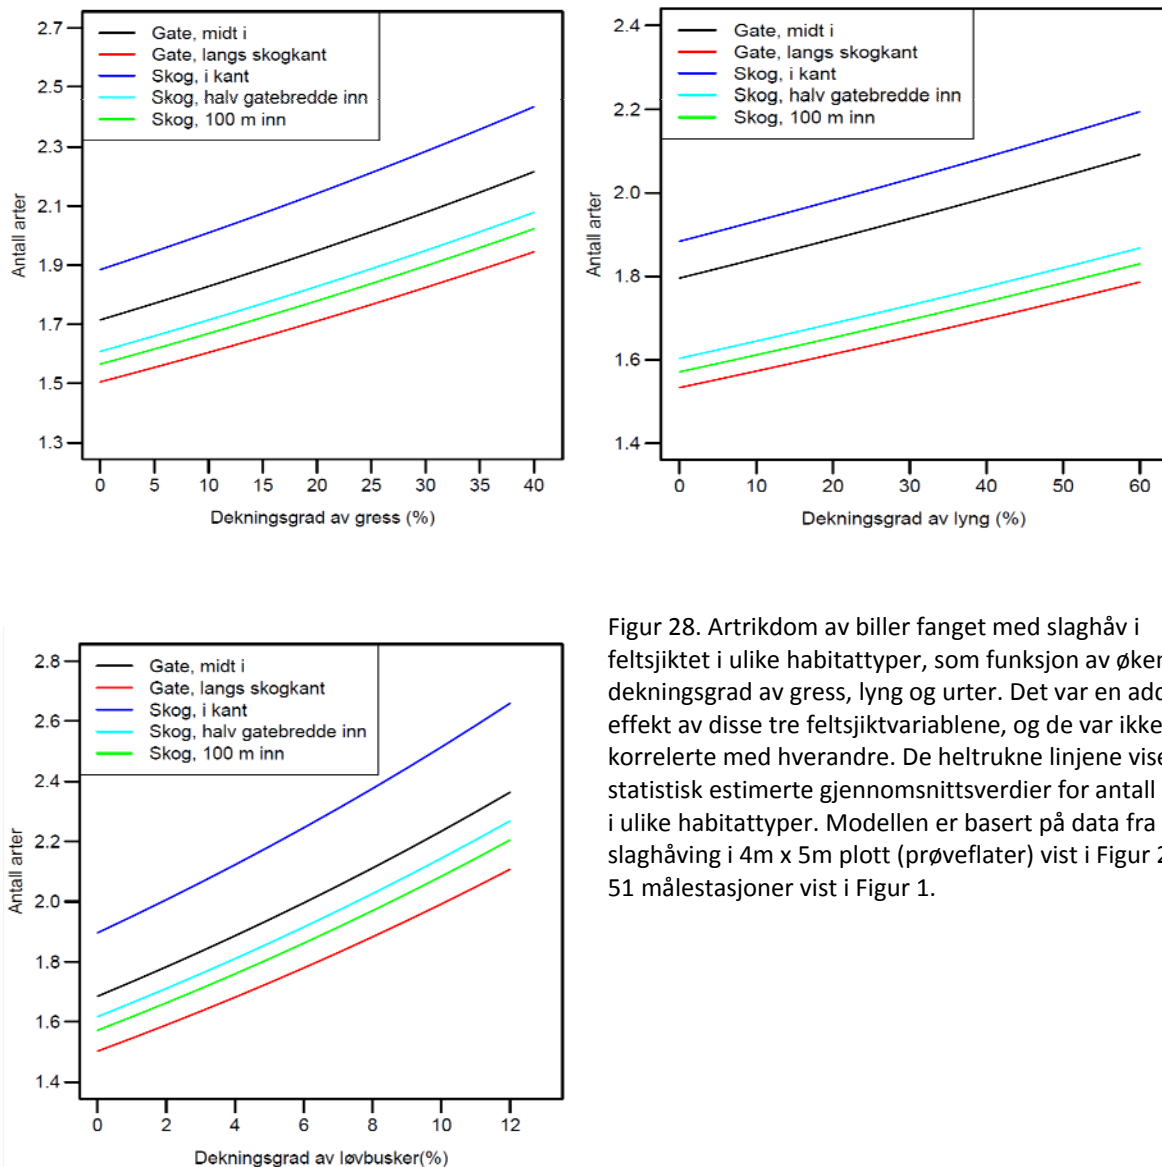 2.7
2.5
2.3
2.1
1.9
1.7
1.5
1.3
Antall arter
Gate, midt i
Gate, langs skogkant
Skog, i kant
Skog, halv gatebredde inn
Skog, 100 m inn
0 5 10 15 20 25 30 35 40
Dekningsgrad av gress (%)
2.4
2.2
2.0
1.8
1.6
1.4
Antall arter
Gate, midt i
Gate, langs skogkant
Skog, i kant
Skog, halv gatebredde inn
Skog, 100 m inn
0 10 20 30 40 50 60
Dekningsgrad av lyng (%)
2.8
2.6
2.4
2.2
2.0
1.8
1.6
1.4
Antall arter
Gate, midt i
Gate, langs skogkant
Skog, i kant
Skog, halv gatebredde inn
Skog, 100 m inn
0 2 4 6 8 10 12
Dekningsgrad av løvbusker(%)
Figur 28. Artrikdom av biller fanget med slaghåv i
feltsjiktet i ulike habitattyper, som funksjon av
dekningsgrad av gress, lyng og urter. Det var en
effekt av disse tre feltsjiktvariablene, og de var ikke
korrelerte med hverandre. De heltrukne linjene
statistisk estimerte gjennomsnittsverdier for antall
i ulike habitattyper. Modellen er basert på data fra
slaghåving i 4m x 5m plott (prøveflater) vist i Figur
51 målestasjoner vist i Figur 1.